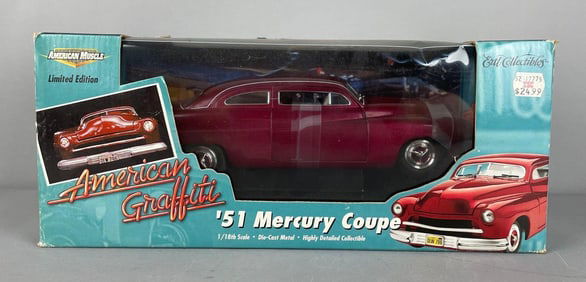 AMERICAN MUSCLE
Limited Edition
Ertl Collectibles
$24.99
American
Graffiti
'51 Mercury Coupe
1/18th Scale • Die-Cast Metal • Highly Detailed Collectible